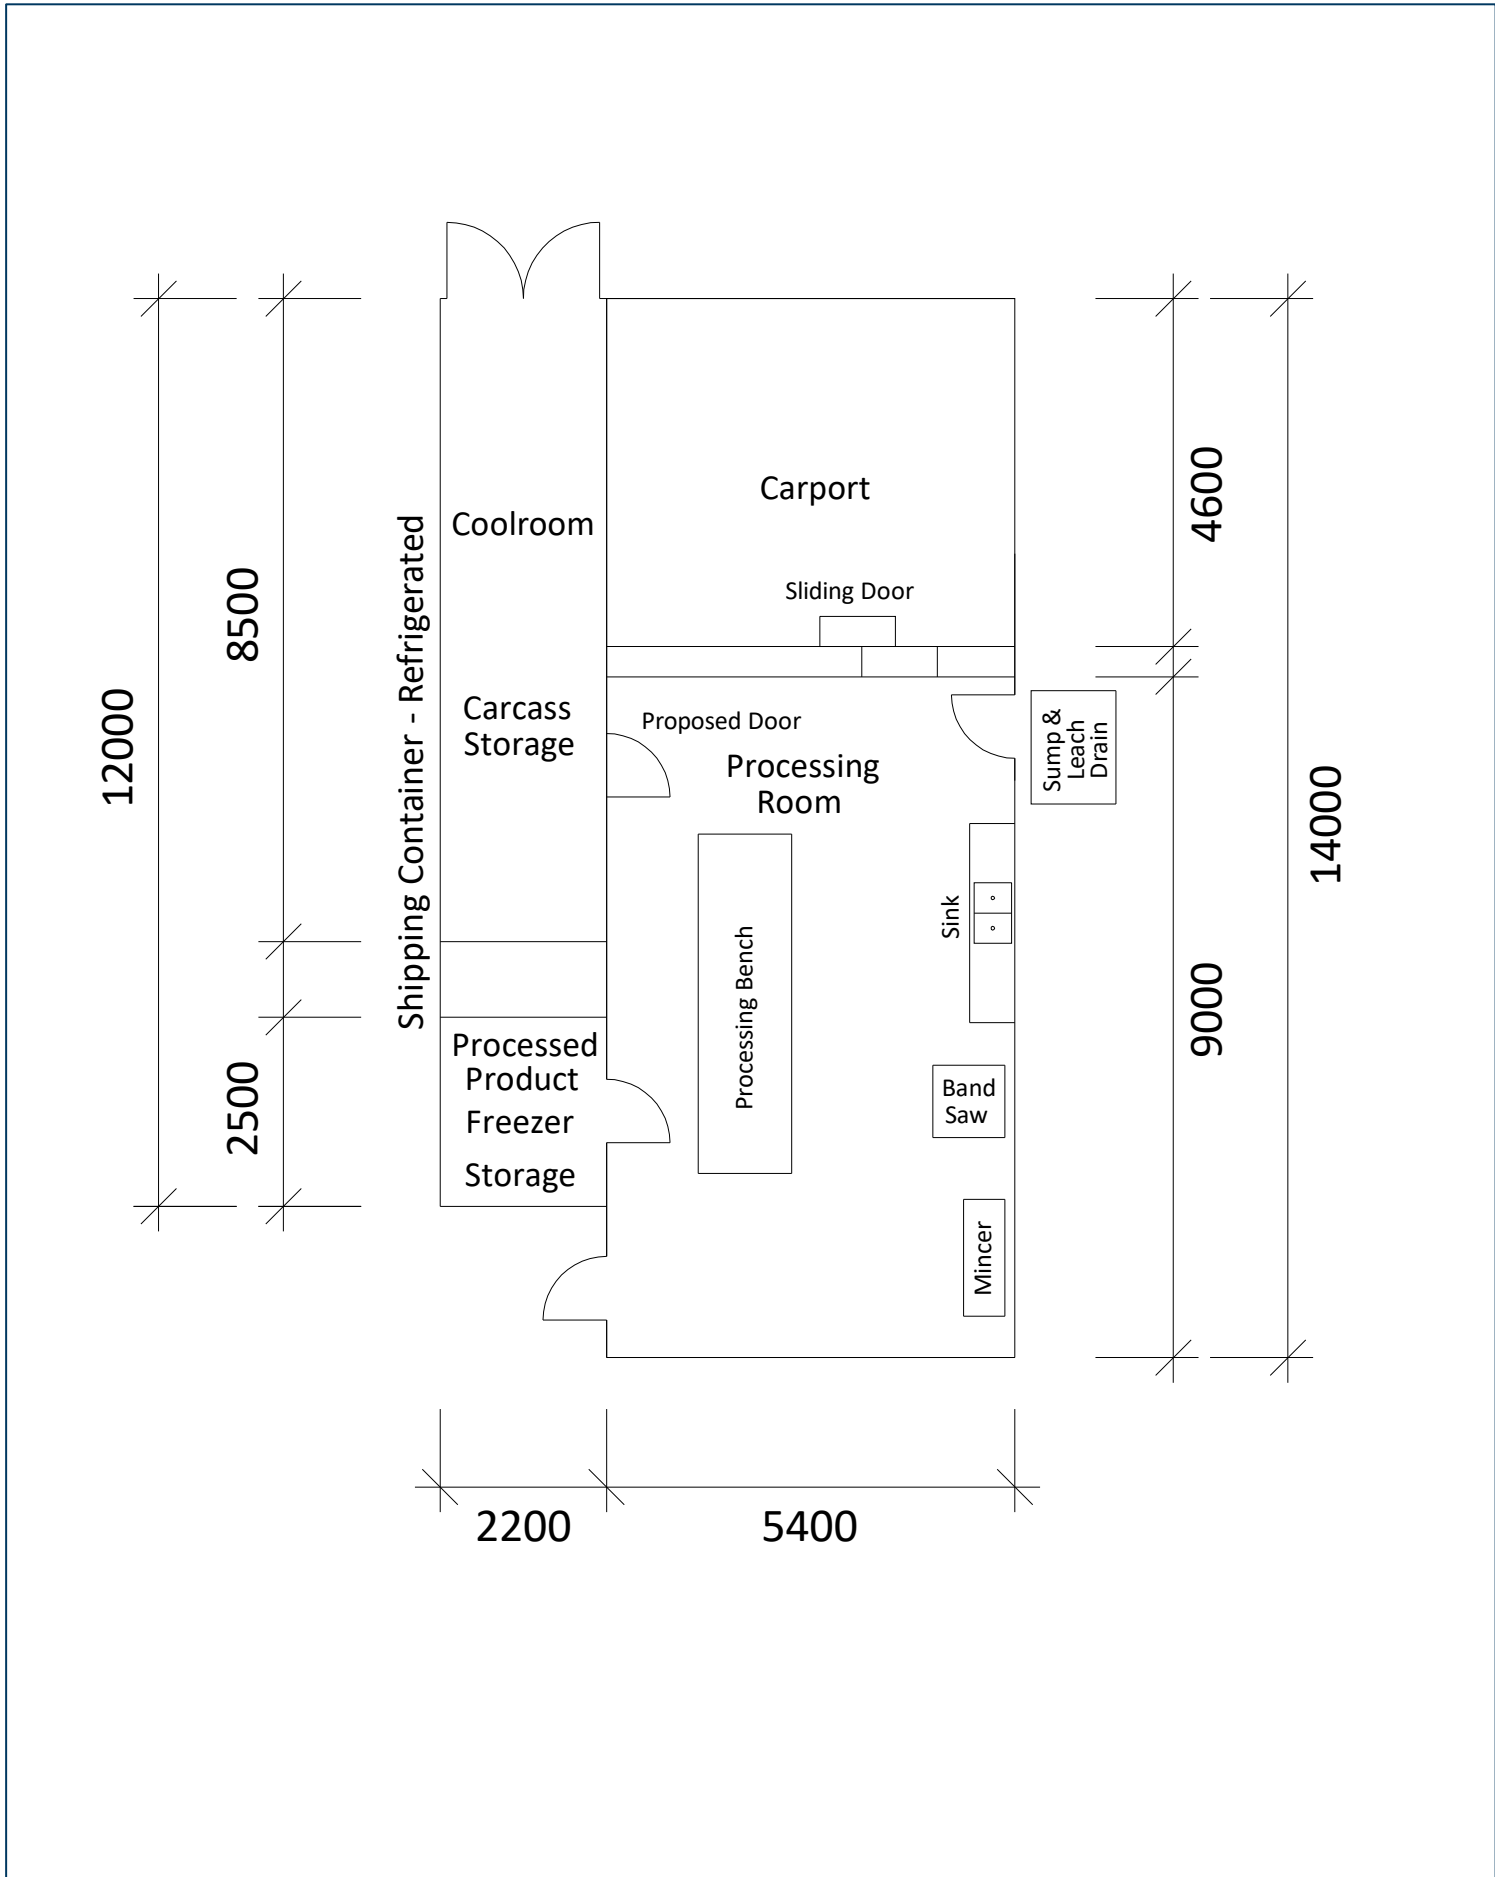 Carport
Coolroom
Sliding Door
Shipping Container - Refrigerated
Carcass
Storage
Proposed Door
Processing
Room
Sump &
Leach
Drain
Sink
Processing Bench
Processed
Product
Freezer
Storage
Band
Saw
Mincer
12000
8500
2500
4600
9000
14000
2200
5400